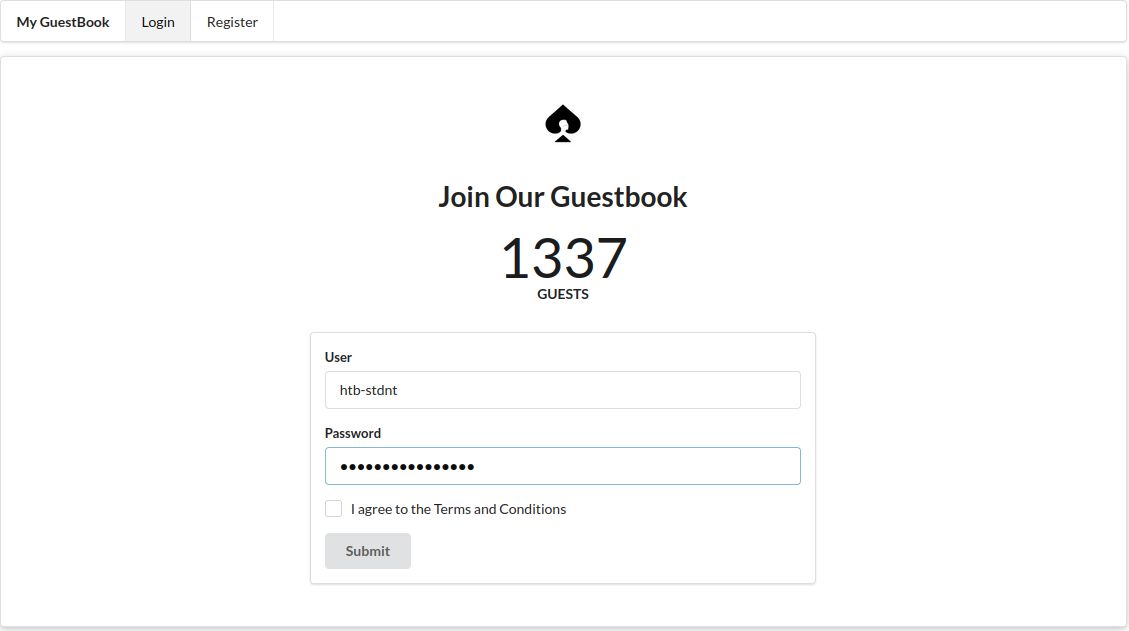 My GuestBook Login Register
Join Our Guestbook
1337
GUESTS
User
htb-stdnt
Password
••••••••••••••••
I agree to the Terms and Conditions
Submit